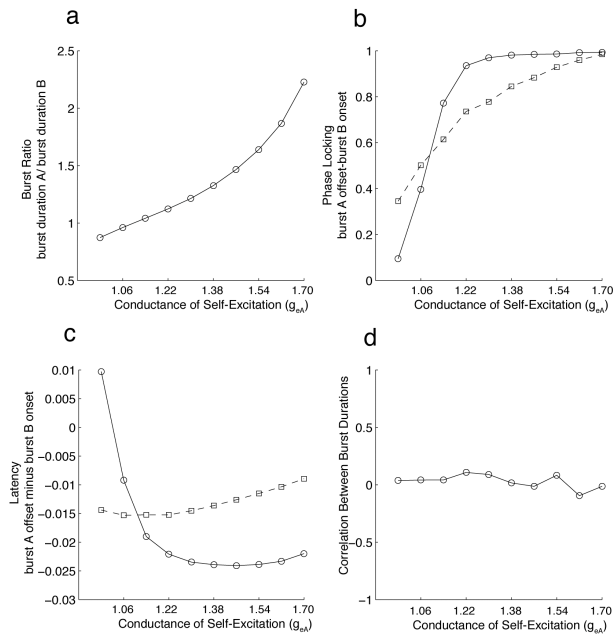 a
2.5
2
1.5
1
0.5
Burst Ratio
burst duration A/ burst duration B
1.06 1.22 1.38 1.54 1.70
Conductance of Self-Excitation (geA)
b
1
0.8
0.6
0.4
0.2
0
Phase Locking
burst A offset-burst B onset
1.06 1.22 1.38 1.54 1.70
Conductance of Self-Excitation (geA)
c
0.01
0.005
0
−0.005
−0.01
−0.015
−0.02
−0.025
−0.03
Latency
burst A offset minus burst B onset
1.06 1.22 1.38 1.54 1.70
Conductance of Self-Excitation (geA)
d
1
0.5
0
−0.5
−1
Correlation Between Burst Durations
1.06 1.22 1.38 1.54 1.70
Conductance of Self-Excitation (geA)